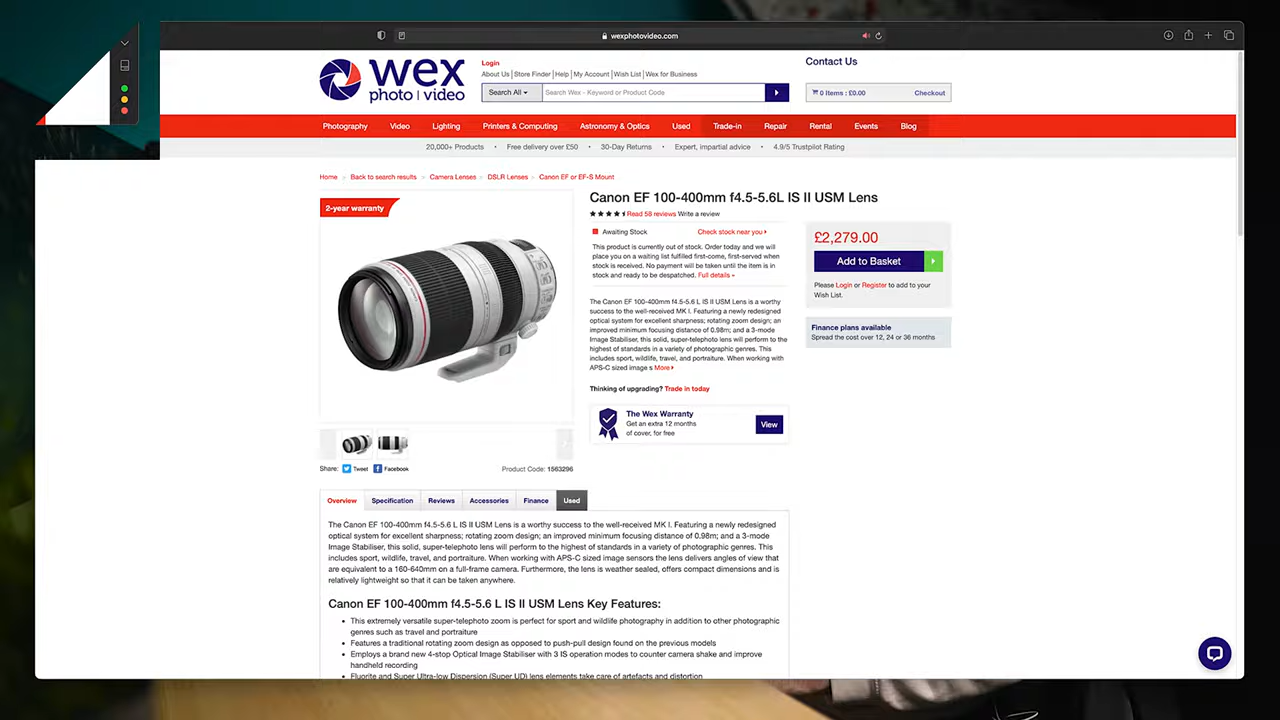 wexphotovideo.com
wex
photo video
Login
About Us | Store Finder | Help | My Account | Wish List | Wex for Business
Search All
Search Wex - Keyword or Product Code
Contact Us
0 Items : £0.00 Checkout
Photography Video Lighting Printers & Computing Astronomy & Optics Used Trade-in Repair Rental Events Blog
20,000+ Products • Free delivery over £50 • 30-Day Returns • Expert, impartial advice • 4.9/5 Trustpilot Rating
Home » Back to search results » Camera Lenses » DSLR Lenses » Canon EF or EF-S Mount
2-year warranty
Canon EF 100-400mm f4.5-5.6L IS II USM Lens
Read 58 reviews Write a review
Awaiting Stock Check stock near you
This product is currently out of stock. Order today and we will
place you on a waiting list fulfilled first-come, first-served when
stock is received. No payment will be taken until the item is in
stock and ready to be despatched. Full details »
The Canon EF 100-400mm f4.5-5.6 L IS II USM Lens is a worthy
success to the well-received MK I. Featuring a newly redesigned
optical system for excellent sharpness; rotating zoom design; an
improved minimum focusing distance of 0.98m; and a 3-mode
Image Stabiliser, this solid, super-telephoto lens will perform to the
highest of standards in a variety of photographic genres. This
includes sport, wildlife, travel, and portraiture. When working with
APS-C sized image s More
Thinking of upgrading? Trade in today
The Wex Warranty
Get an extra 12 months
of cover, for free
View
£2,279.00
Add to Basket
Please Login or Register to add to your
Wish List.
Finance plans available
Spread the cost over 12, 24 or 36 months
Share: Tweet Facebook Product Code: 1563296
Overview Specification Reviews Accessories Finance Used
The Canon EF 100-400mm f4.5-5.6 L IS II USM Lens is a worthy success to the well-received MK I. Featuring a newly redesigned
optical system for excellent sharpness; rotating zoom design; an improved minimum focusing distance of 0.98m; and a 3-mode
Image Stabiliser, this solid, super-telephoto lens will perform to the highest of standards in a variety of photographic genres. This
includes sport, wildlife, travel, and portraiture. When working with APS-C sized image sensors the lens delivers angles of view that
are equivalent to a 160-640mm on a full-frame camera. Furthermore, the lens is weather sealed, offers compact dimensions and is
relatively lightweight so that it can be taken anywhere.
Canon EF 100-400mm f4.5-5.6 L IS II USM Lens Key Features:
• This extremely versatile super-telephoto zoom is perfect for sport and wildlife photography in addition to other photographic
genres such as travel and portraiture
• Features a traditional rotating zoom design as opposed to push-pull design found on the previous models
• Employs a brand new 4-stop Optical Image Stabiliser with 3 IS operation modes to counter camera shake and improve
handheld recording
• Fluorite and Super Ultra-low Dispersion (Super UD) lens elements take care of artefacts and distortion